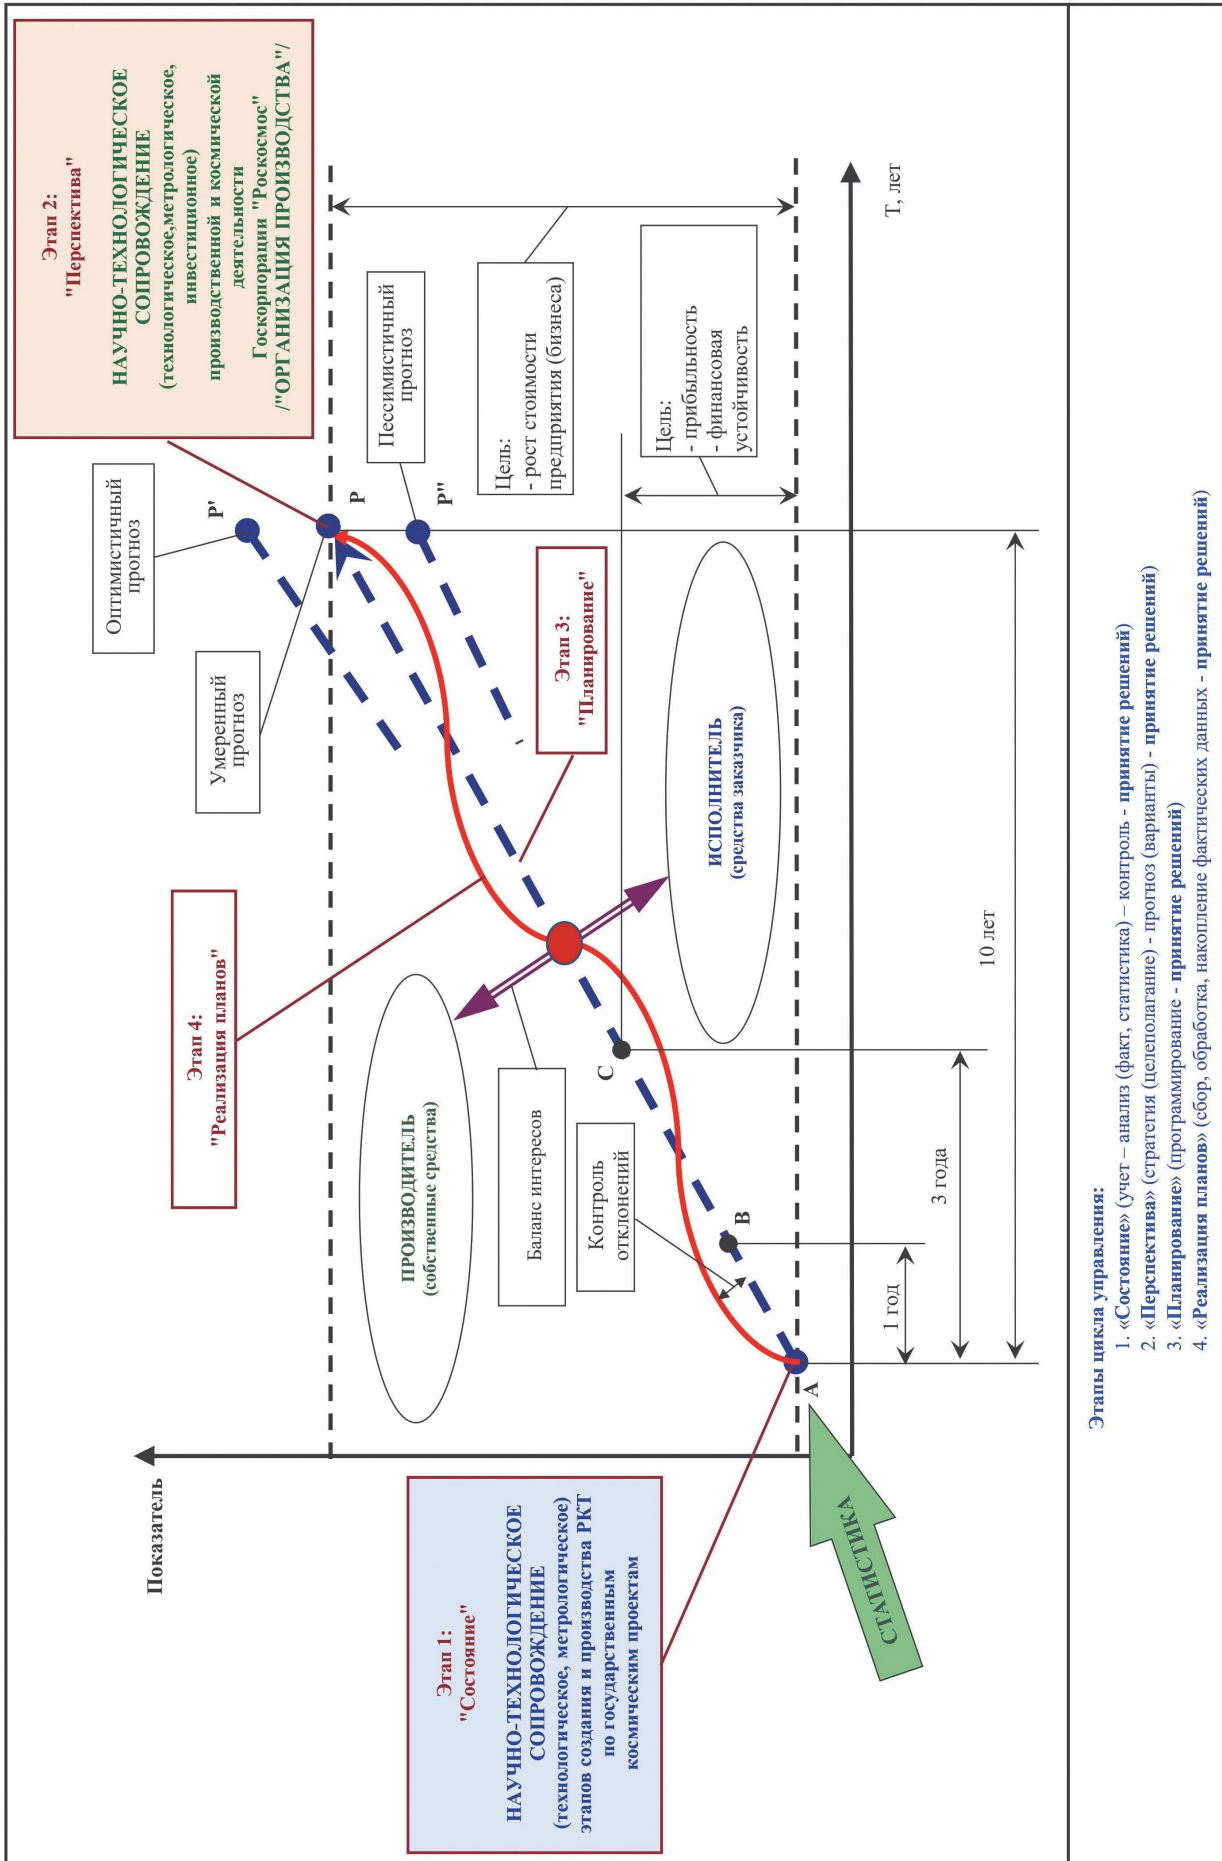 Показатель
Этап 1:
"Состояние"
НАУЧНО-ТЕХНОЛОГИЧЕСКОЕ
СОПРОВОЖДЕНИЕ
(технологическое, метрологическое)
этапов создания и производства РКТ
по государственным
космическим проектам
СТАТИСТИКА
Этап 4:
"Реализация планов"
ПРОИЗВОДИТЕЛЬ
(собственные средства)
Баланс интересов
Контроль
отклонений
A
B
C
1 год
3 года
10 лет
Оптимистичный
прогноз
Умеренный
прогноз
P'
P
P"
Пессимистичный
прогноз
Этап 3:
"Планирование"
ИСПОЛНИТЕЛЬ
(средства заказчика)
Этап 2:
"Перспектива"
НАУЧНО-ТЕХНОЛОГИЧЕСКОЕ
СОПРОВОЖДЕНИЕ
(технологическое,метрологическое,
инвестиционное)
производственной и космической
деятельности
Госкорпорации "Роскосмос"
/"ОРГАНИЗАЦИЯ ПРОИЗВОДСТВА"/
Цель:
- рост стоимости
предприятия (бизнеса)
Цель:
- прибыльность
- финансовая
устойчивость
Т, лет
Этапы цикла управления:
1. «Состояние» (учет – анализ (факт, статистика) – контроль - принятие решений)
2. «Перспектива» (стратегия (целеполагание) - прогноз (варианты) - принятие решений)
3. «Планирование» (программирование - принятие решений)
4. «Реализация планов» (сбор, обработка, накопление фактических данных - принятие решений)